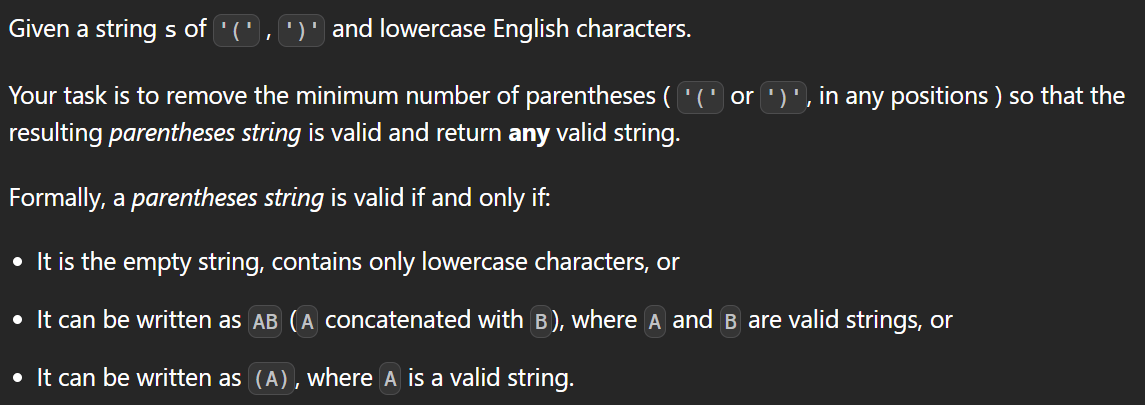 Given a string s of '(' , ')' and lowercase English characters.
Your task is to remove the minimum number of parentheses ( '(' or ')', in any positions ) so that the
resulting parentheses string is valid and return any valid string.
Formally, a parentheses string is valid if and only if:
• It is the empty string, contains only lowercase characters, or
• It can be written as AB (A concatenated with B), where A and B are valid strings, or
• It can be written as (A), where A is a valid string.